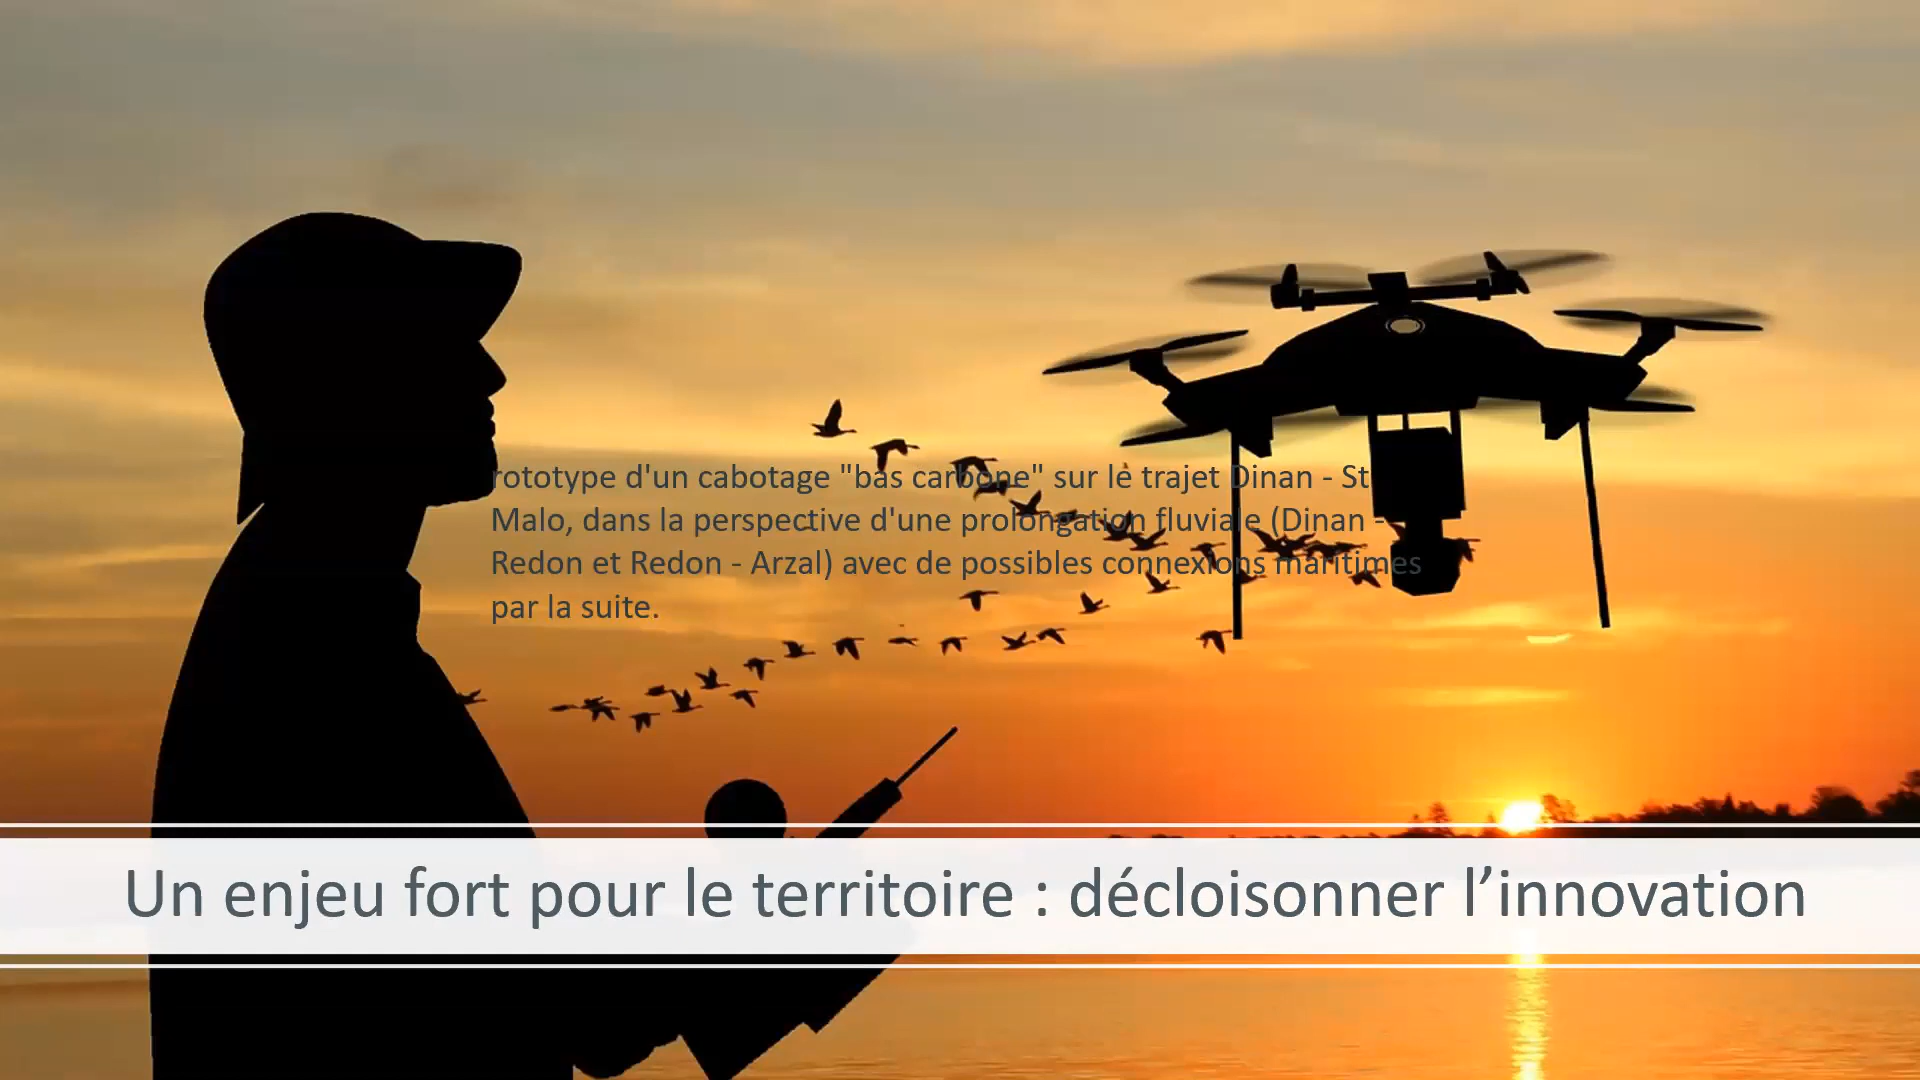 rototype d'un cabotage "bas carbone" sur le trajet Dinan - St
Malo, dans la perspective d'une prolongation fluviale (Dinan -
Redon et Redon - Arzal) avec de possibles connexions maritimes
par la suite.
Un enjeu fort pour le territoire : décloisonner l’innovation